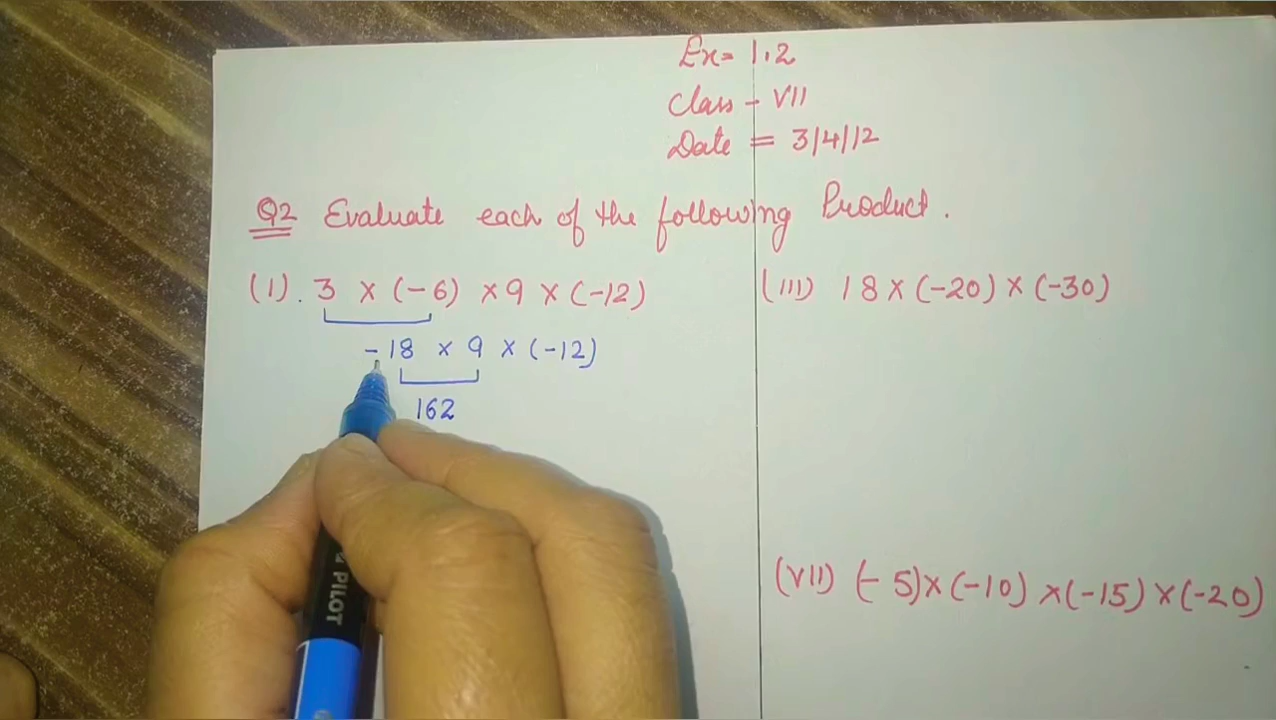 Ex= 1.2
Class - VII
Date = 3/4/12
Q2 Evaluate each of the following Product.
(1). 3 × (-6) × 9 × (-12)
-18 × 9 × (-12)
162
(III) 18 × (-20) × (-30)
(VII) (-5) × (-10) × (-15) × (-20)
PILOT